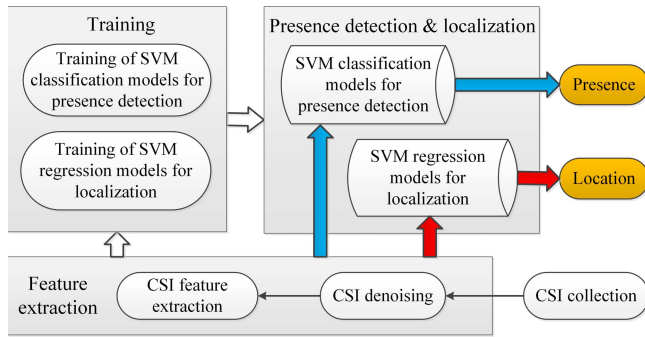 Training
Training of SVM
classification models for
presence detection
Training of SVM
regression models for
localization
Presence detection & localization
SVM classification
models for
presence detection
SVM regression
models for
localization
Presence
Location
Feature
extraction
CSI feature
extraction
CSI denoising
CSI collection